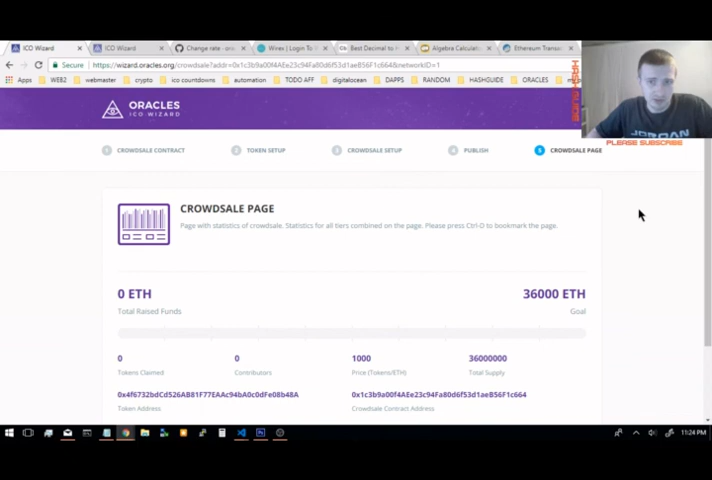 ICO Wizard
ICO Wizard
Change rate - or
Wirex | Login To
Best Decimal to
Algebra Calculat
Ethereum Transac
Secure
https://wizard.oracles.org/crowdsale?addr=0x1c3b9a00f4AEe23c94Fa80d6f53d1aeB56F1c664&networkID=1
Apps
WEB2
webmaster
crypto
ico countdowns
automation
TODO AFF
digitalocean
DAPPS
RANDOM
HASHGUIDE
ORACLES
HASHGUIDE
JORDAN
PLEASE SUBSCRIBE
ORACLES
ICO WIZARD
1 CROWDSALE CONTRACT
2 TOKEN SETUP
3 CROWDSALE SETUP
4 PUBLISH
5 CROWDSALE PAGE
CROWDSALE PAGE
Page with statistics of crowdsale. Statistics for all tiers combined on the page. Please press Ctrl-D to bookmark the page.
0 ETH
36000 ETH
Total Raised Funds
Goal
0
0
1000
36000000
Tokens Claimed
Contributors
Price (Tokens/ETH)
Total Supply
0x4f6732bdCd526AB81F77EAAc94bA0c0dFe08b48A
0x1c3b9a00f4AEe23c94Fa80d6f53d1aeB56F1c664
Token Address
Crowdsale Contract Address
11:24 PM